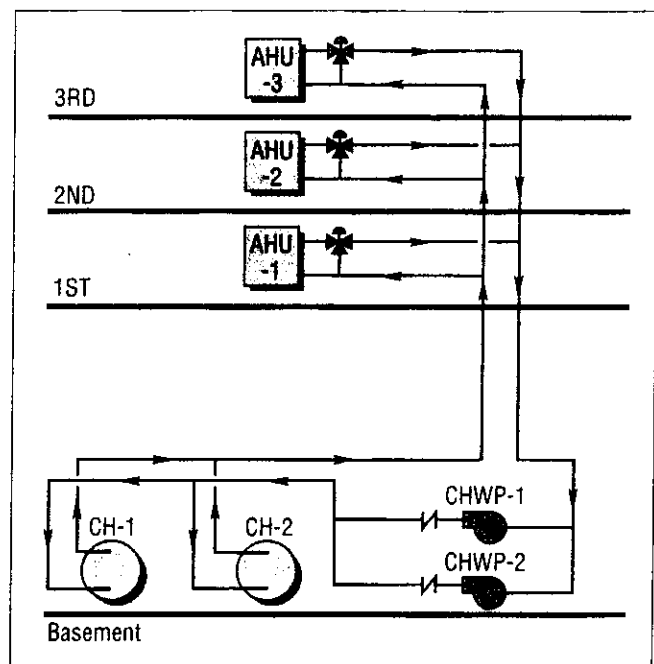 AHU
-3
3RD
AHU
-2
2ND
AHU
-1
1ST
CHWP-1
CH-1
CH-2
CHWP-2
Basement